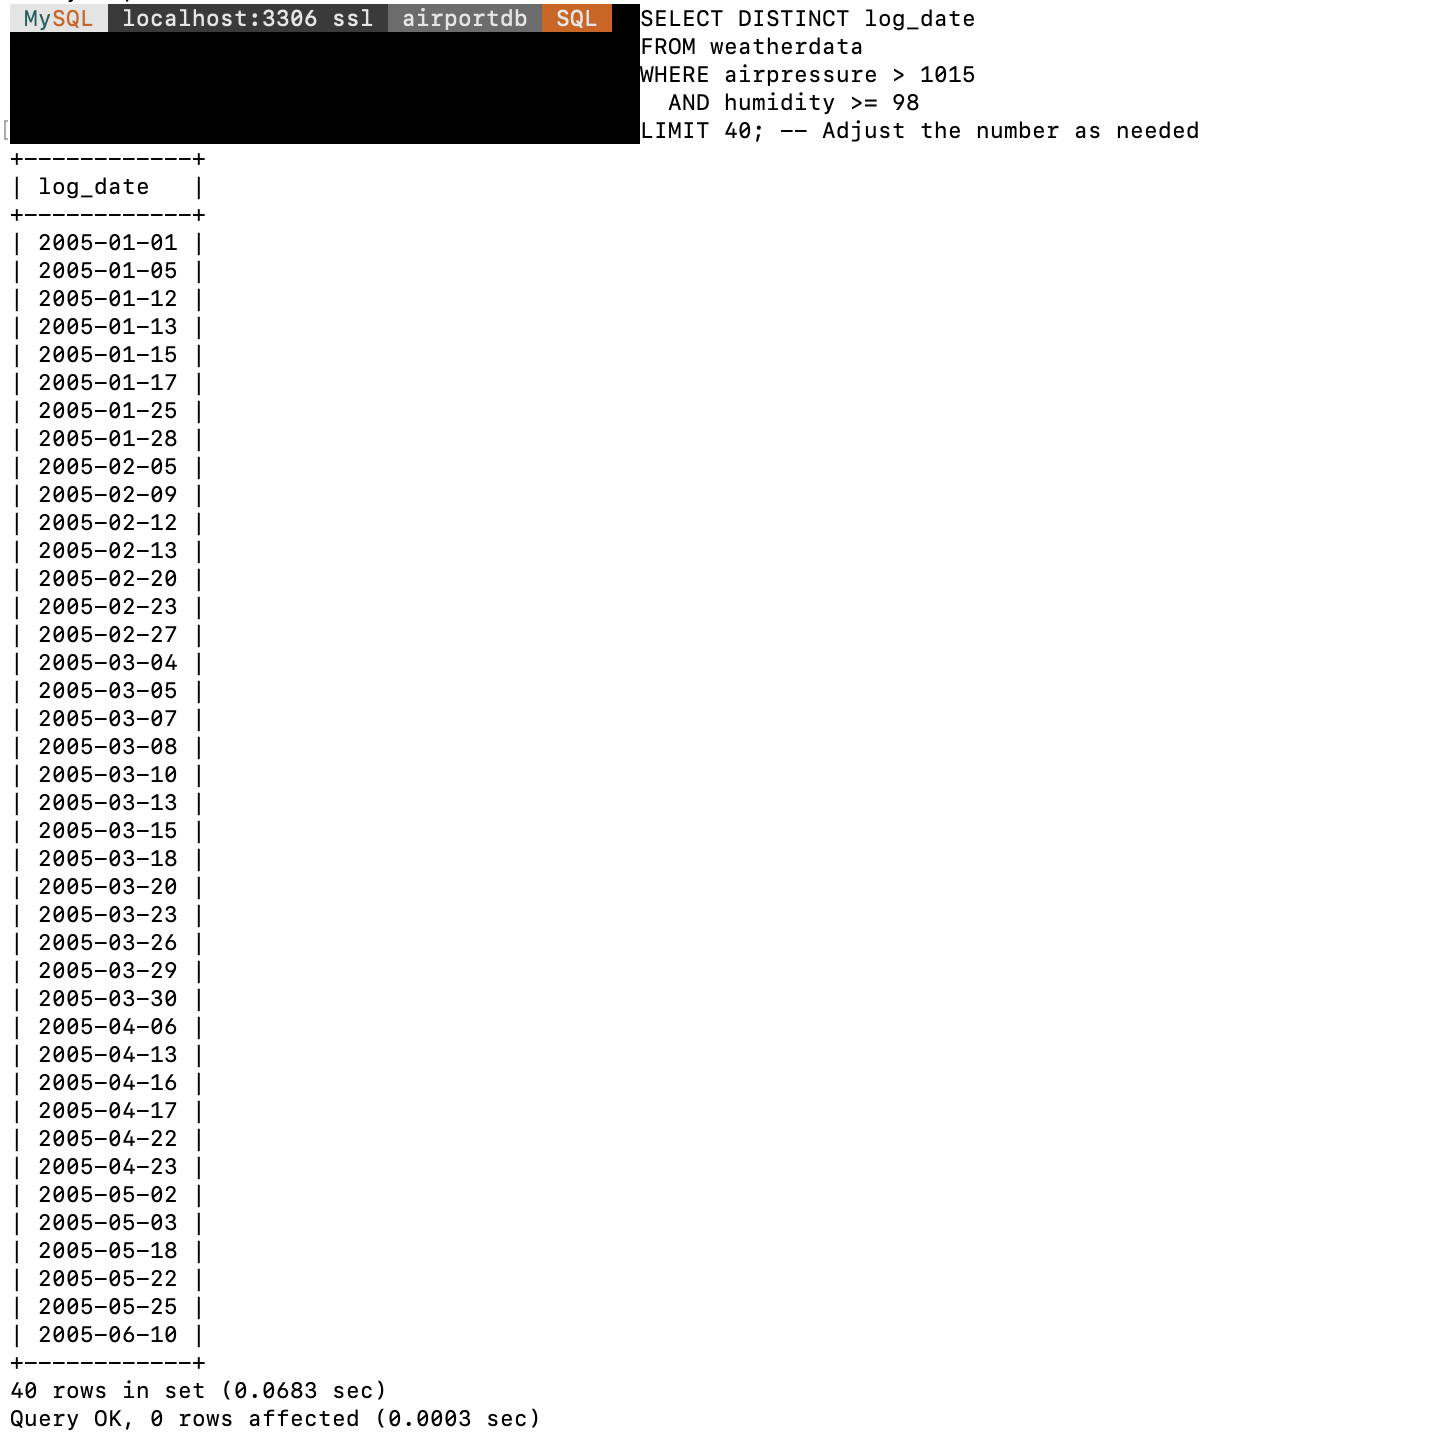 MySQL localhost:3306 ssl airportdb SQL SELECT DISTINCT log_date
FROM weatherdata
WHERE airpressure > 1015
AND humidity >= 98
[LIMIT 40; -- Adjust the number as needed
+------------+
| log_date   |
+------------+
| 2005-01-01 |
| 2005-01-05 |
| 2005-01-12 |
| 2005-01-13 |
| 2005-01-15 |
| 2005-01-17 |
| 2005-01-25 |
| 2005-01-28 |
| 2005-02-05 |
| 2005-02-09 |
| 2005-02-12 |
| 2005-02-13 |
| 2005-02-20 |
| 2005-02-23 |
| 2005-02-27 |
| 2005-03-04 |
| 2005-03-05 |
| 2005-03-07 |
| 2005-03-08 |
| 2005-03-10 |
| 2005-03-13 |
| 2005-03-15 |
| 2005-03-18 |
| 2005-03-20 |
| 2005-03-23 |
| 2005-03-26 |
| 2005-03-29 |
| 2005-03-30 |
| 2005-04-06 |
| 2005-04-13 |
| 2005-04-16 |
| 2005-04-17 |
| 2005-04-22 |
| 2005-04-23 |
| 2005-05-02 |
| 2005-05-03 |
| 2005-05-18 |
| 2005-05-22 |
| 2005-05-25 |
| 2005-06-10 |
+------------+
40 rows in set (0.0683 sec)
Query OK, 0 rows affected (0.0003 sec)